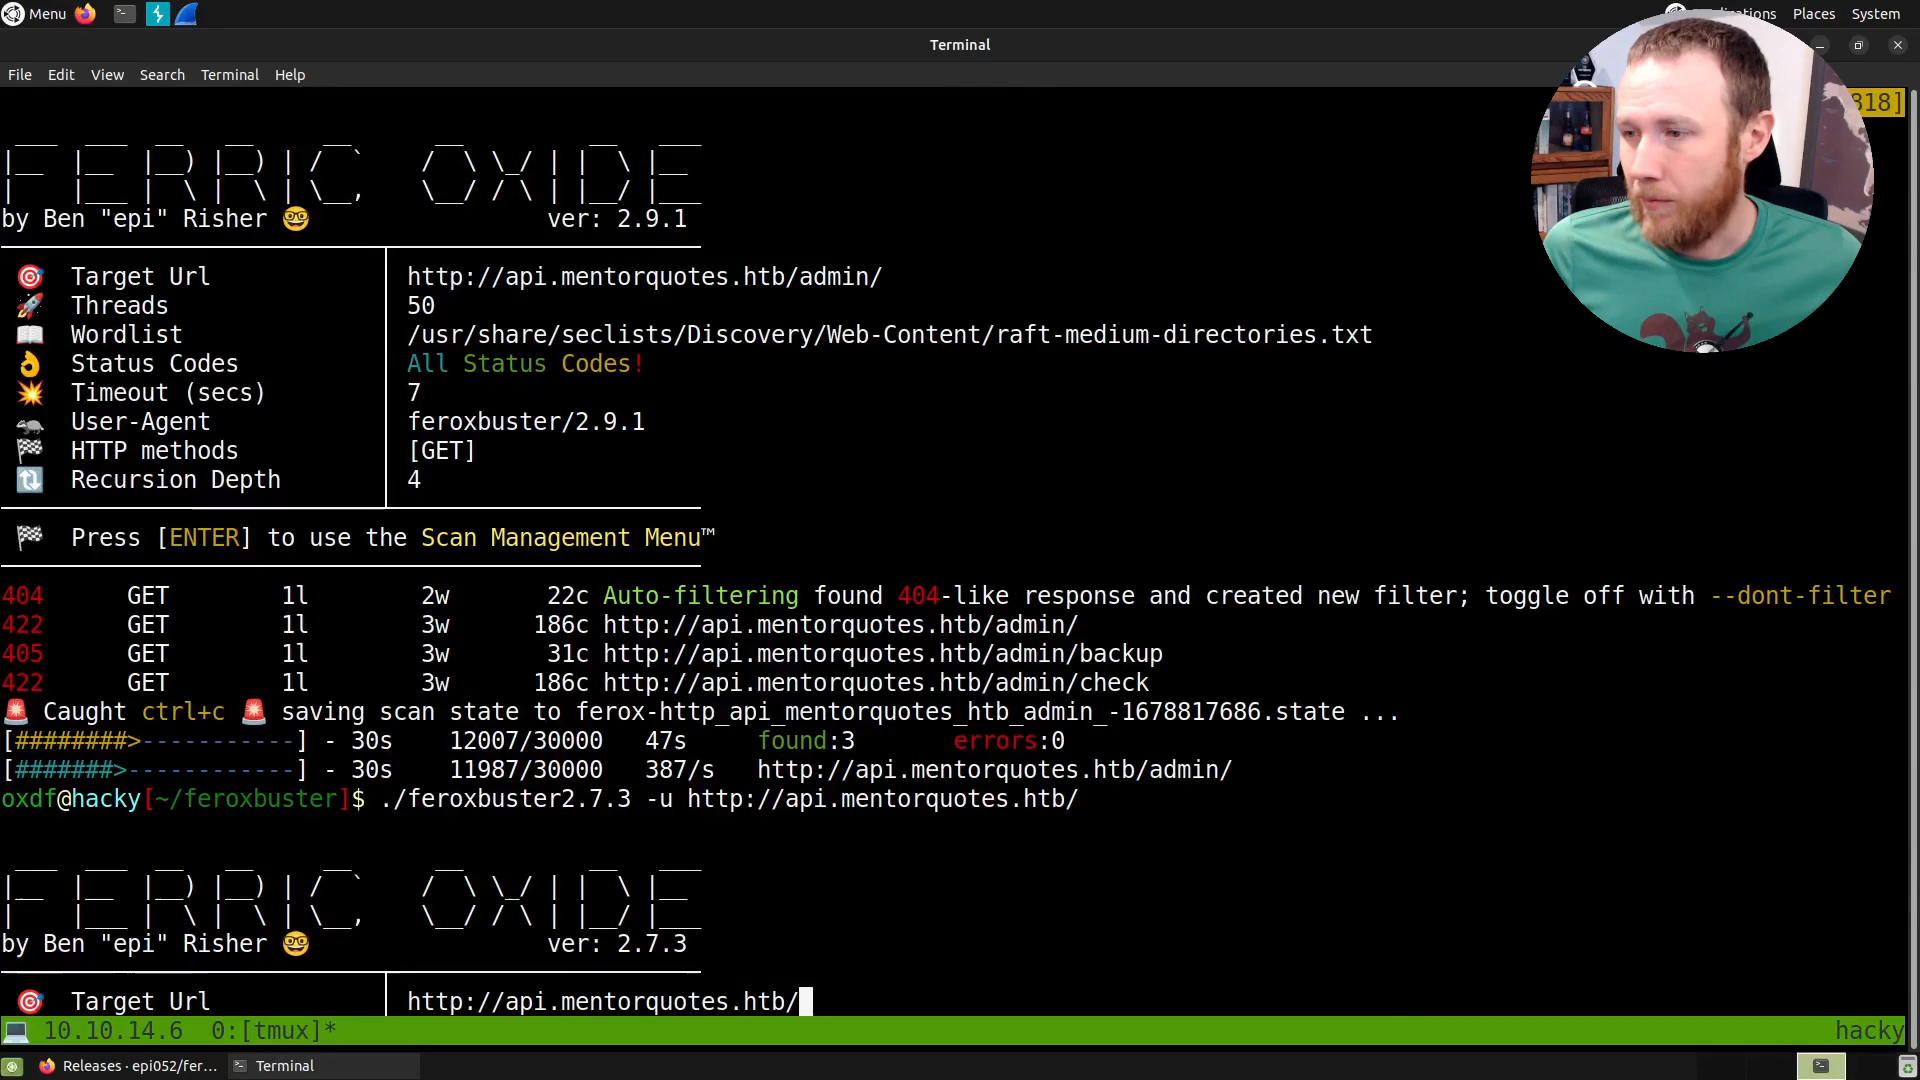 Menu
Places System
Terminal
File Edit View Search Terminal Help
818]
FERRIC OXIDE
by Ben "epi" Risher 🤓 ver: 2.9.1
🎯 Target Url │ http://api.mentorquotes.htb/admin/
🚀 Threads │ 50
📖 Wordlist │ /usr/share/seclists/Discovery/Web-Content/raft-medium-directories.txt
👌 Status Codes │ All Status Codes!
💥 Timeout (secs) │ 7
🦡 User-Agent │ feroxbuster/2.9.1
🏁 HTTP methods │ [GET]
🔃 Recursion Depth │ 4
🏁 Press [ENTER] to use the Scan Management Menu™
404 GET 1l 2w 22c Auto-filtering found 404-like response and created new filter; toggle off with --dont-filter
422 GET 1l 3w 186c http://api.mentorquotes.htb/admin/
405 GET 1l 3w 31c http://api.mentorquotes.htb/admin/backup
422 GET 1l 3w 186c http://api.mentorquotes.htb/admin/check
🚨 Caught ctrl+c 🚨 saving scan state to ferox-http_api_mentorquotes_htb_admin_-1678817686.state ...
[########>-----------] - 30s 12007/30000 47s found:3 errors:0
[#######>------------] - 30s 11987/30000 387/s http://api.mentorquotes.htb/admin/
oxdf@hacky[~/feroxbuster]$ ./feroxbuster2.7.3 -u http://api.mentorquotes.htb/
FERRIC OXIDE
by Ben "epi" Risher 🤓 ver: 2.7.3
🎯 Target Url │ http://api.mentorquotes.htb/
💻 10.10.14.6 0:[tmux]* hacky
Releases · epi052/fer... Terminal